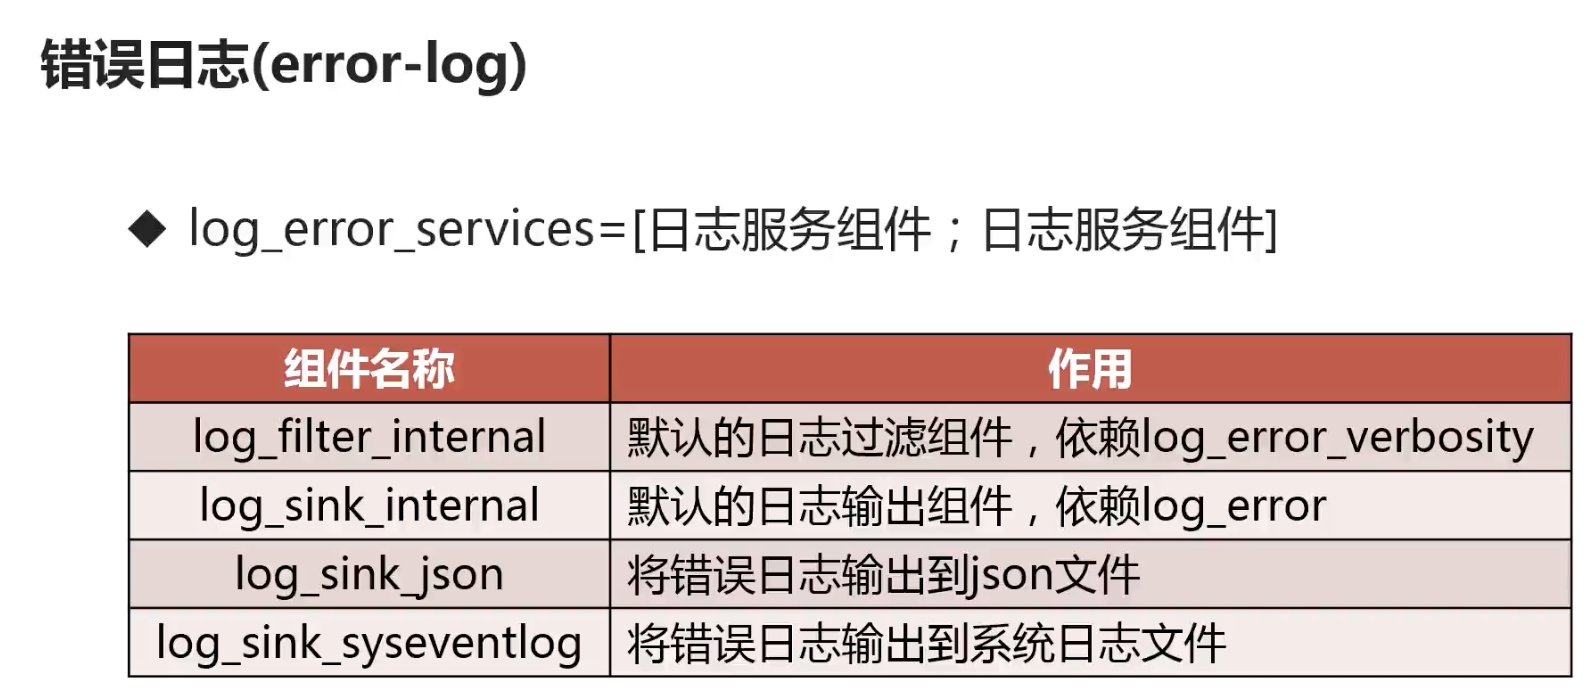 错误日志(error-log)
◆ log_error_services=[日志服务组件；日志服务组件]
组件名称 作用
log_filter_internal 默认的日志过滤组件，依赖log_error_verbosity
log_sink_internal 默认的日志输出组件，依赖log_error
log_sink_json 将错误日志输出到json文件
log_sink_syseventlog 将错误日志输出到系统日志文件